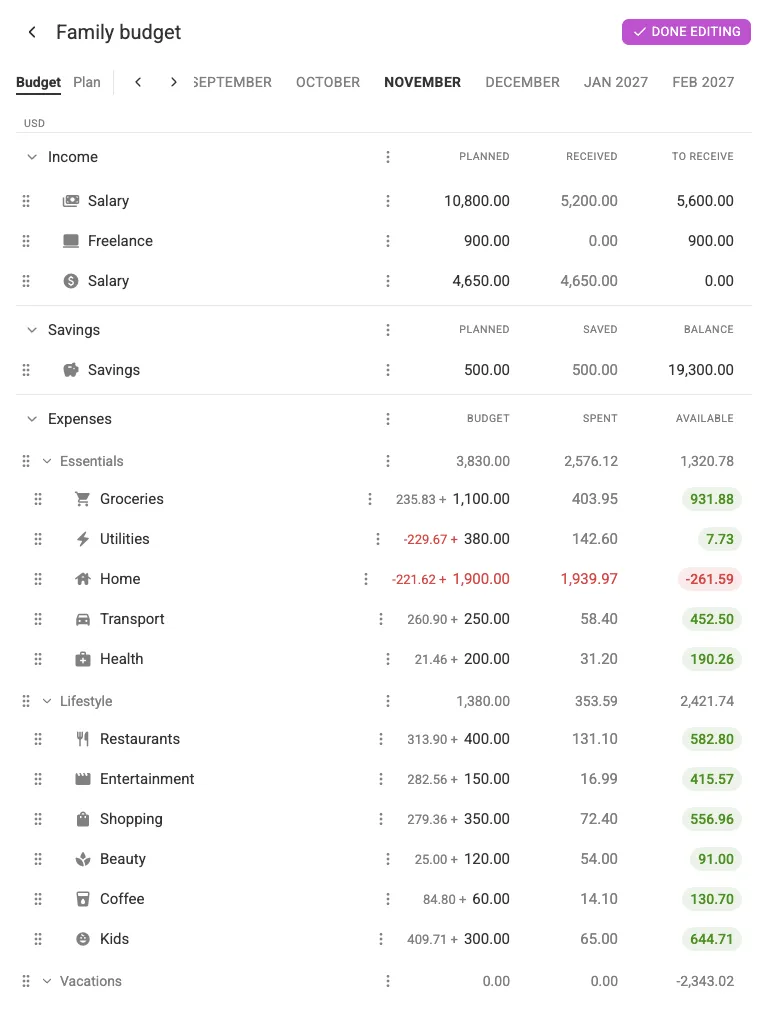 Family budget
DONE EDITING
Budget Plan SEPTEMBER OCTOBER NOVEMBER DECEMBER JAN 2027 FEB 2027
USD
Income PLANNED RECEIVED TO RECEIVE
Salary 10,800.00 5,200.00 5,600.00
Freelance 900.00 0.00 900.00
Salary 4,650.00 4,650.00 0.00
Savings PLANNED SAVED BALANCE
Savings 500.00 500.00 19,300.00
Expenses BUDGET SPENT AVAILABLE
Essentials 3,830.00 2,576.12 1,320.78
Groceries 235.83 + 1,100.00 403.95 931.88
Utilities -229.67 + 380.00 142.60 7.73
Home -221.62 + 1,900.00 1,939.97 -261.59
Transport 260.90 + 250.00 58.40 452.50
Health 21.46 + 200.00 31.20 190.26
Lifestyle 1,380.00 353.59 2,421.74
Restaurants 313.90 + 400.00 131.10 582.80
Entertainment 282.56 + 150.00 16.99 415.57
Shopping 279.36 + 350.00 72.40 556.96
Beauty 25.00 + 120.00 54.00 91.00
Coffee 84.80 + 60.00 14.10 130.70
Kids 409.71 + 300.00 65.00 644.71
Vacations 0.00 0.00 -2,343.02